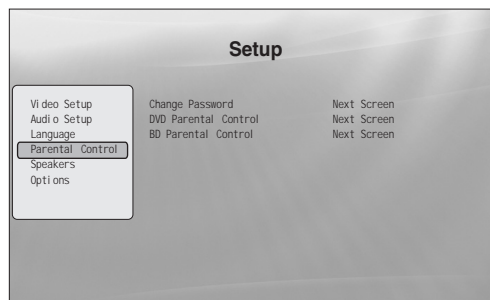 Setup
Video Setup
Audio Setup
Language
Parental Control
Speakers
Options
Change Password Next Screen
DVD Parental Control Next Screen
BD Parental Control Next Screen